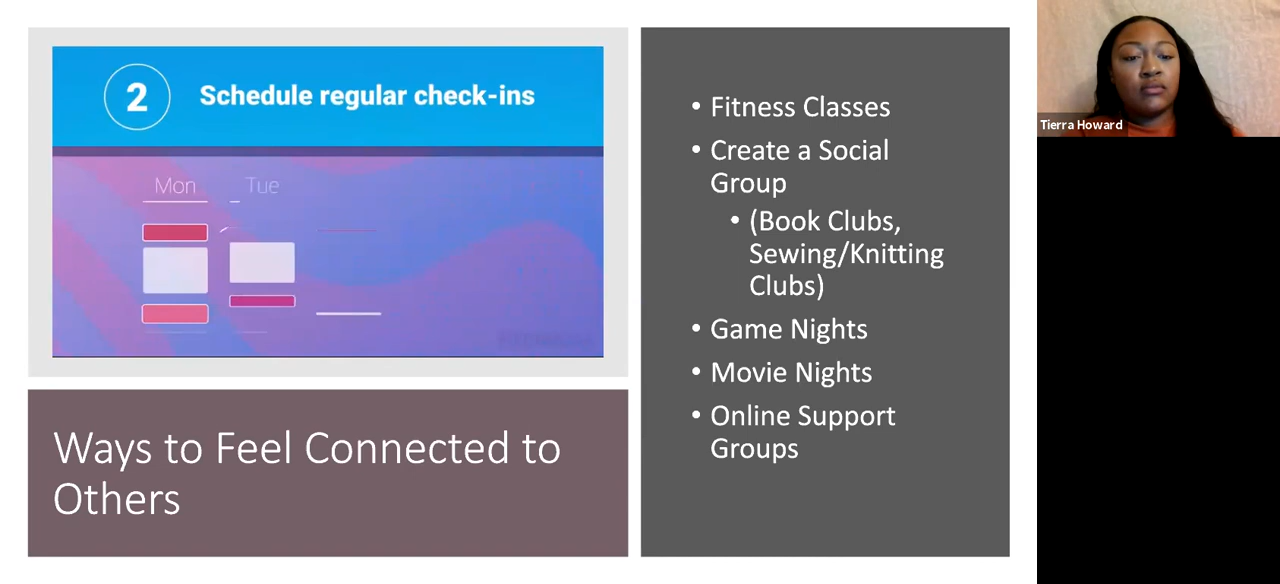 2
Schedule regular check-ins
Mon
Tue
Ways to Feel Connected to
Others
• Fitness Classes
• Create a Social
Group
• (Book Clubs,
Sewing/Knitting
Clubs)
• Game Nights
• Movie Nights
• Online Support
Groups
Tierra Howard